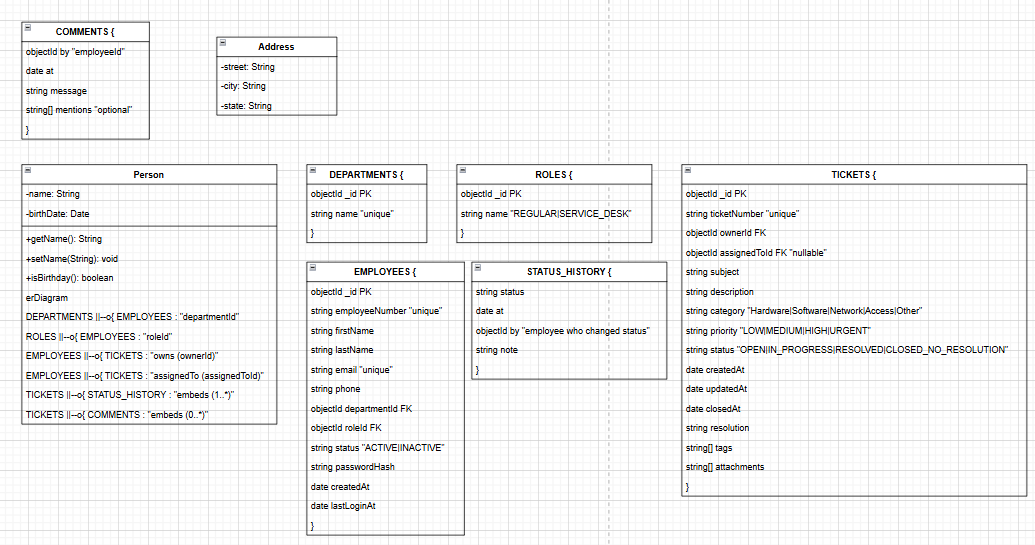 COMMENTS {
objectId by "employeeId"
date at
string message
string[] mentions "optional"
}
Address
-street: String
-city: String
-state: String
Person
-name: String
-birthDate: Date
+getName(): String
+setName(String): void
+isBirthday(): boolean
erDiagram
DEPARTMENTS ||--o{ EMPLOYEES : "departmentId"
ROLES ||--o{ EMPLOYEES : "roleId"
EMPLOYEES ||--o{ TICKETS : "owns (ownerId)"
EMPLOYEES ||--o{ TICKETS : "assignedTo (assignedToId)"
TICKETS ||--o{ STATUS_HISTORY : "embeds (1..*)"
TICKETS ||--o{ COMMENTS : "embeds (0..*)"
DEPARTMENTS {
objectId _id PK
string name "unique"
}
ROLES {
objectId _id PK
string name "REGULAR|SERVICE_DESK"
}
EMPLOYEES {
objectId _id PK
string employeeNumber "unique"
string firstName
string lastName
string email "unique"
string phone
objectId departmentId FK
objectId roleId FK
string status "ACTIVE|INACTIVE"
string passwordHash
date createdAt
date lastLoginAt
}
STATUS_HISTORY {
string status
date at
objectId by "employee who changed status"
string note
}
TICKETS {
objectId _id PK
string ticketNumber "unique"
objectId ownerId FK
objectId assignedToId FK "nullable"
string subject
string description
string category "Hardware|Software|Network|Access|Other"
string priority "LOW|MEDIUM|HIGH|URGENT"
string status "OPEN|IN_PROGRESS|RESOLVED|CLOSED_NO_RESOLUTION"
date createdAt
date updatedAt
date closedAt
string resolution
string[] tags
string[] attachments
}